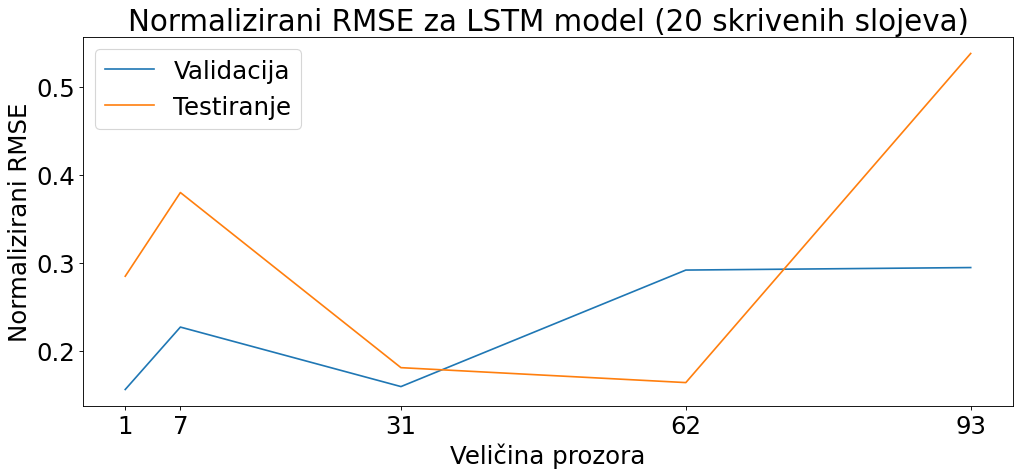 Normalizirani RMSE za LSTM model (20 skrivenih slojeva)
Validacija
Testiranje
Normalizirani RMSE
0.5
0.4
0.3
0.2
1 7 31 62 93
Veličina prozora